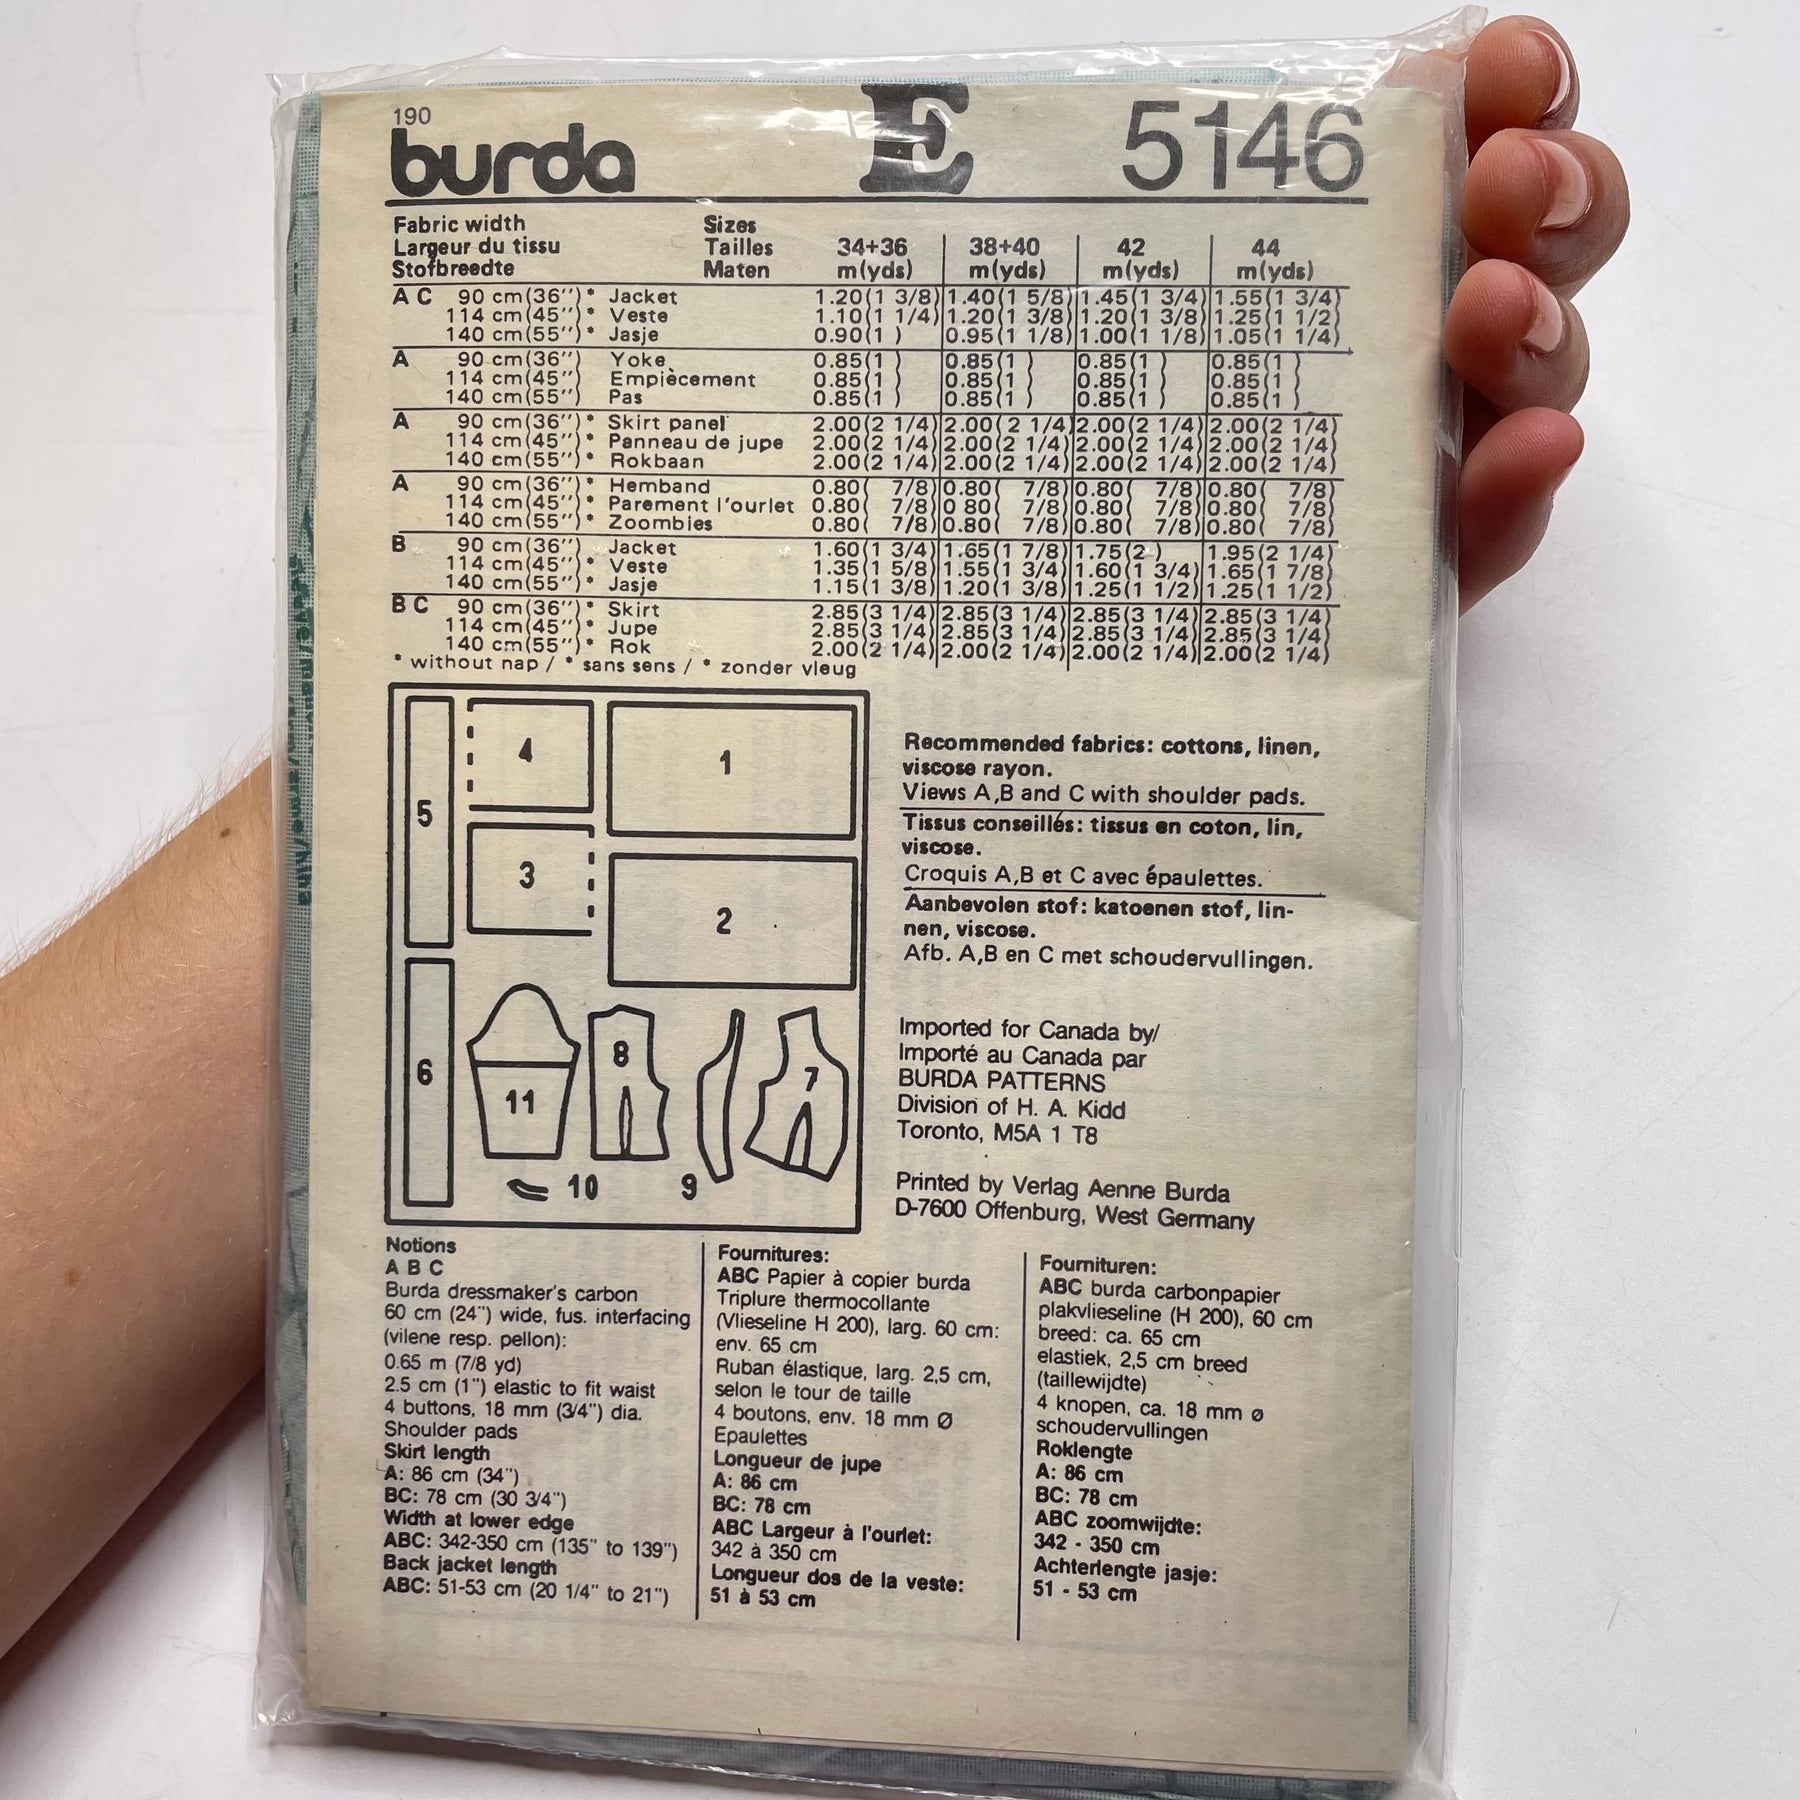 190
burda E 5146
Fabric width Sizes
Largeur du tissu Tailles 34+36 38+40 42 44
Stofbreedte Maten m(yds) m(yds) m(yds) m(yds)
A C 90 cm(36'')* Jacket 1.20(1 3/8) 1.40(1 5/8) 1.45(1 3/4) 1.55(1 3/4)
114 cm(45'')* Veste 1.10(1 1/4) 1.20(1 3/8) 1.20(1 3/8) 1.25(1 1/2)
140 cm(55'')* Jasje 0.90(1 ) 0.95(1 1/8) 1.00(1 1/8) 1.05(1 1/4)
A 90 cm(36'') Yoke 0.85(1 ) 0.85(1 ) 0.85(1 ) 0.85(1 )
114 cm(45'') Empiècement 0.85(1 ) 0.85(1 ) 0.85(1 ) 0.85(1 )
140 cm(55'') Pas 0.85(1 ) 0.85(1 ) 0.85(1 ) 0.85(1 )
A 90 cm(36'')* Skirt panel 2.00(2 1/4) 2.00(2 1/4) 2.00(2 1/4) 2.00(2 1/4)
114 cm(45'')* Panneau de jupe 2.00(2 1/4) 2.00(2 1/4) 2.00(2 1/4) 2.00(2 1/4)
140 cm(55'')* Rokbaan 2.00(2 1/4) 2.00(2 1/4) 2.00(2 1/4) 2.00(2 1/4)
A 90 cm(36'')* Hemband 0.80( 7/8) 0.80( 7/8) 0.80( 7/8) 0.80( 7/8)
114 cm(45'')* Parement l'ourlet 0.80( 7/8) 0 80( 7/8) 0.80( 7/8) 0.80( 7/8)
140 cm(55'')* Zoombies 0.80( 7/8) 0.80( 7/8) 0.80( 7/8) 0.80( 7/8)
B 90 cm(36'') Jacket 1.60(1 3/4) 1.65(1 7/8) 1.75(2 ) 1.95(2 1/4)
114 cm(45'')* Veste 1.35(1 5/8) 1.55(1 3/4) 1.60(1 3/4) 1.65(1 7/8)
140 cm(55'')* Jasje 1.15(1 3/8) 1.20(1 3/8) 1.25(1 1/2) 1.25(1 1/2)
B C 90 cm(36'')* Skirt 2.85(3 1/4) 2.85(3 1/4) 2.85(3 1/4) 2.85(3 1/4)
114 cm(45'')* Jupe 2.85(3 1/4) 2.85(3 1/4) 2.85(3 1/4) 2.85(3 1/4)
140 cm(55'')* Rok 2.00(2 1/4) 2.00(2 1/4) 2.00(2 1/4) 2.00(2 1/4)
* without nap / * sans sens / * zonder vleug
4 1
5
3 2
6 11 8 7
10 9
Recommended fabrics: cottons, linen,
viscose rayon.
Views A,B and C with shoulder pads.
Tissus conseillés: tissus en coton, lin,
viscose.
Croquis A,B et C avec épaulettes.
Aanbevolen stof: katoenen stof, lin-
nen, viscose.
Afb. A,B en C met schoudervullingen.
Imported for Canada by/
Importé au Canada par
BURDA PATTERNS
Division of H. A. Kidd
Toronto, M5A 1 T8
Printed by Verlag Aenne Burda
D-7600 Offenburg, West Germany
Notions
A B C
Burda dressmaker's carbon
60 cm (24") wide, fus. interfacing
(vilene resp. pellon):
0.65 m (7/8 yd)
2.5 cm (1") elastic to fit waist
4 buttons, 18 mm (3/4") dia.
Shoulder pads
Skirt length
A: 86 cm (34")
BC: 78 cm (30 3/4")
Width at lower edge
ABC: 342-350 cm (135" to 139")
Back jacket length
ABC: 51-53 cm (20 1/4" to 21")
Fournitures:
ABC Papier à copier burda
Triplure thermocollante
(Vlieseline H 200), larg. 60 cm:
env. 65 cm
Ruban élastique, larg. 2,5 cm,
selon le tour de taille
4 boutons, env. 18 mm Ø
Epaulettes
Longueur de jupe
A: 86 cm
BC: 78 cm
ABC Largeur à l'ourlet:
342 à 350 cm
Longueur dos de la veste:
51 à 53 cm
Fournituren:
ABC burda carbonpapier
plakvlieseline (H 200), 60 cm
breed: ca. 65 cm
elastiek, 2,5 cm breed
(taillewijdte)
4 knopen, ca. 18 mm ø
schoudervullingen
Roklengte
A: 86 cm
BC: 78 cm
ABC zoomwijdte:
342 - 350 cm
Achterlengte jasje:
51 - 53 cm